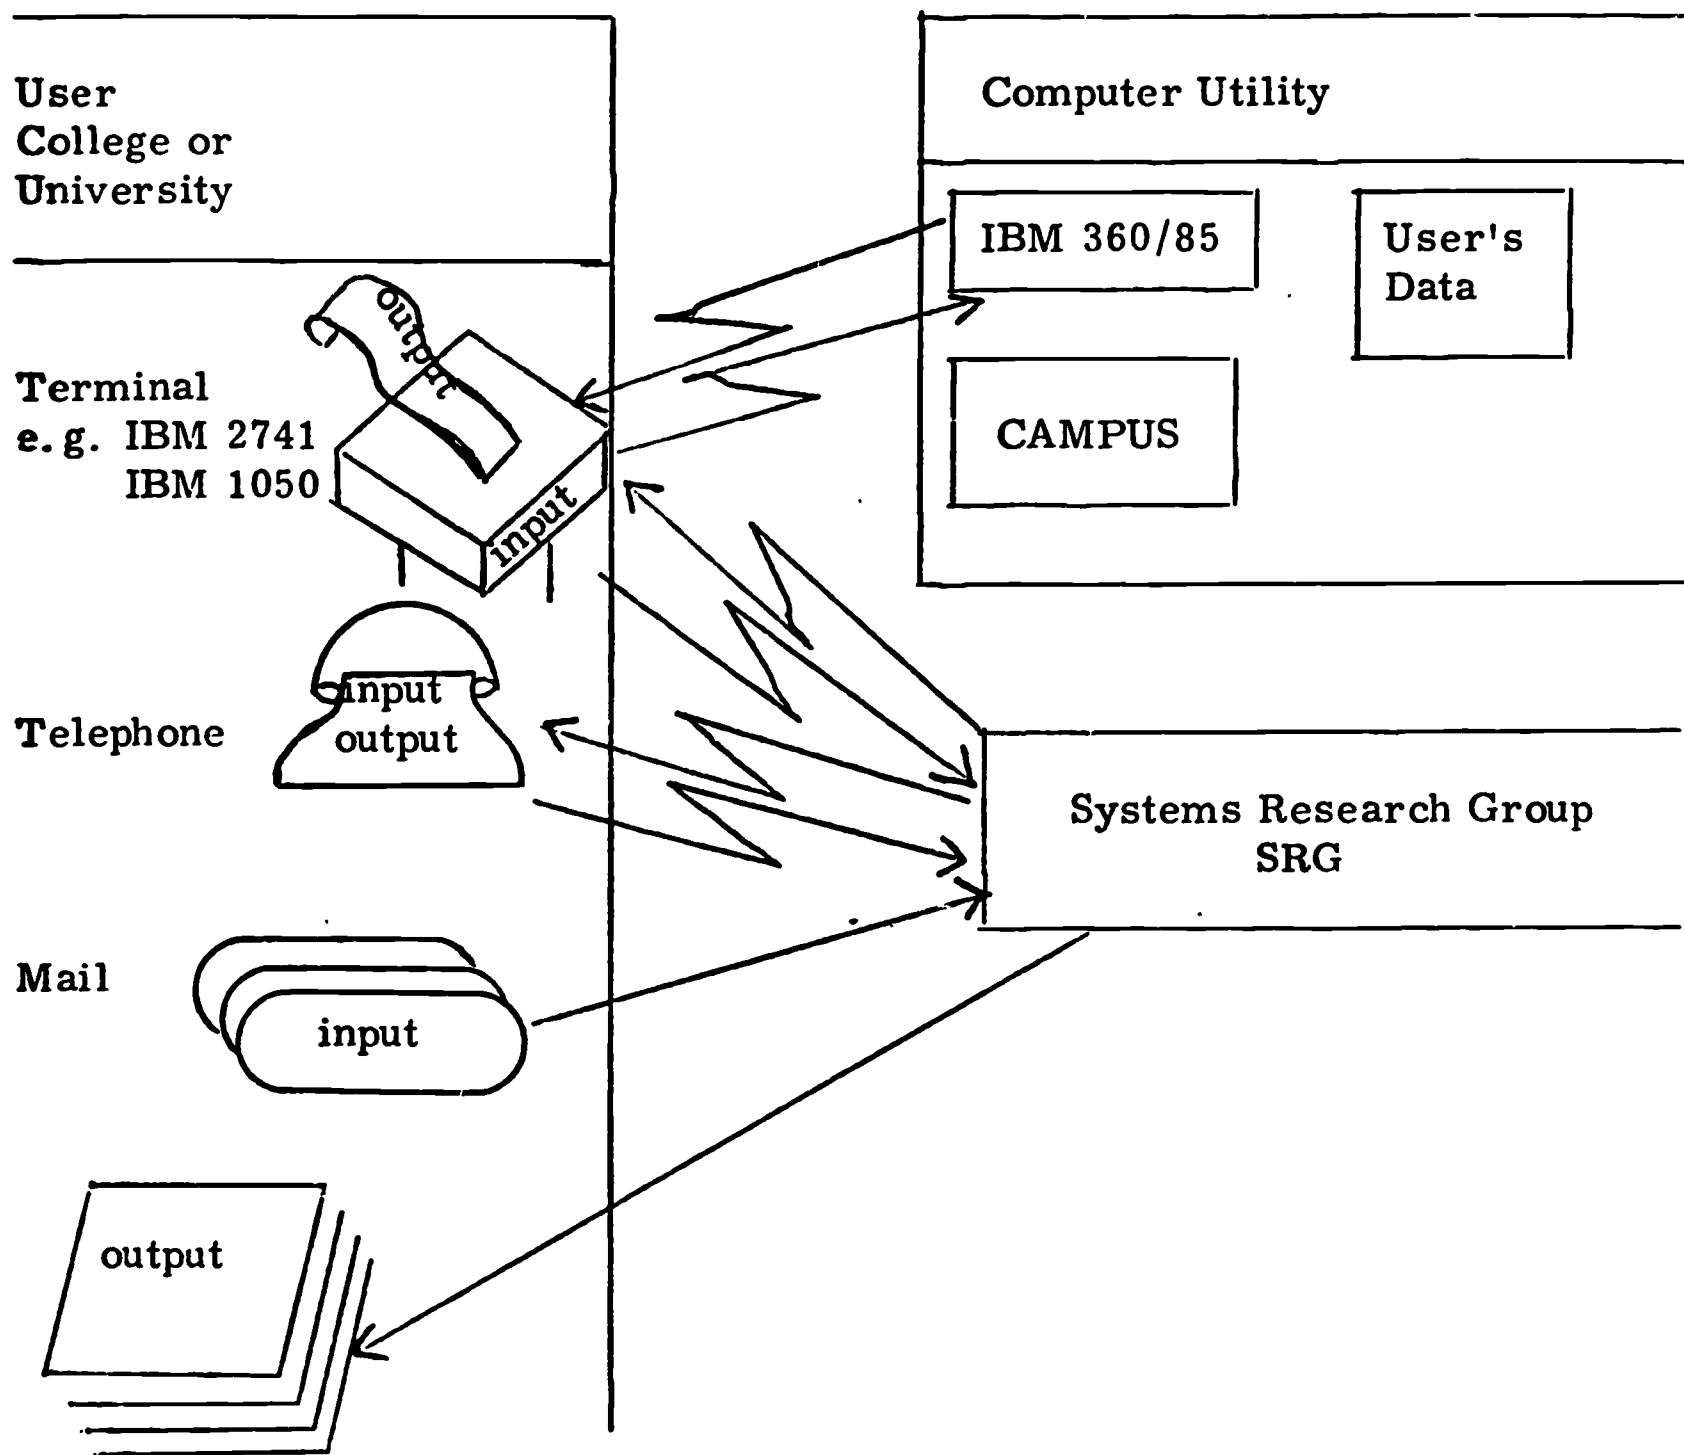 User
College or
University
Terminal
e.g. IBM 2741
IBM 1050
output
input
Telephone
input
output
Mail
input
output
Computer Utility
IBM 360/85
User's
Data
CAMPUS
Systems Research Group
SRG